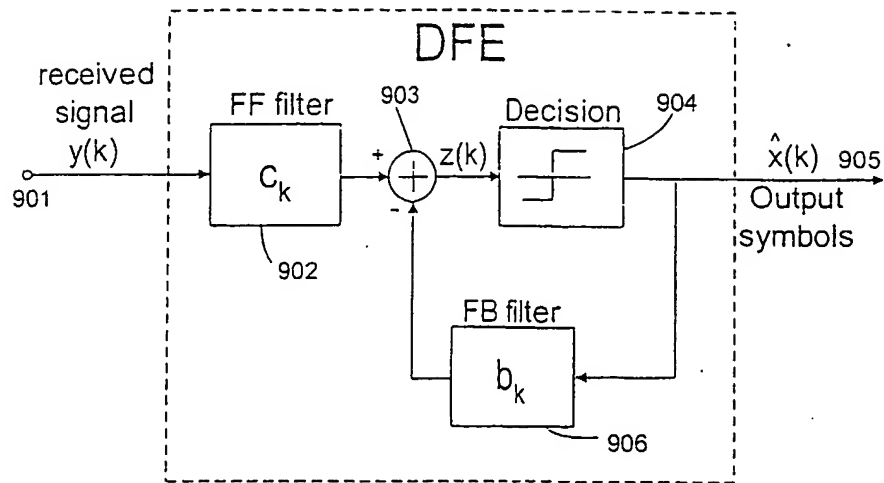 DFE
received
signal
y(k)
FF filter
903
Decision
904
+
z(k)
x̂(k)
905
901
c_k
+
-
Output
symbols
902
FB filter
b_k
906